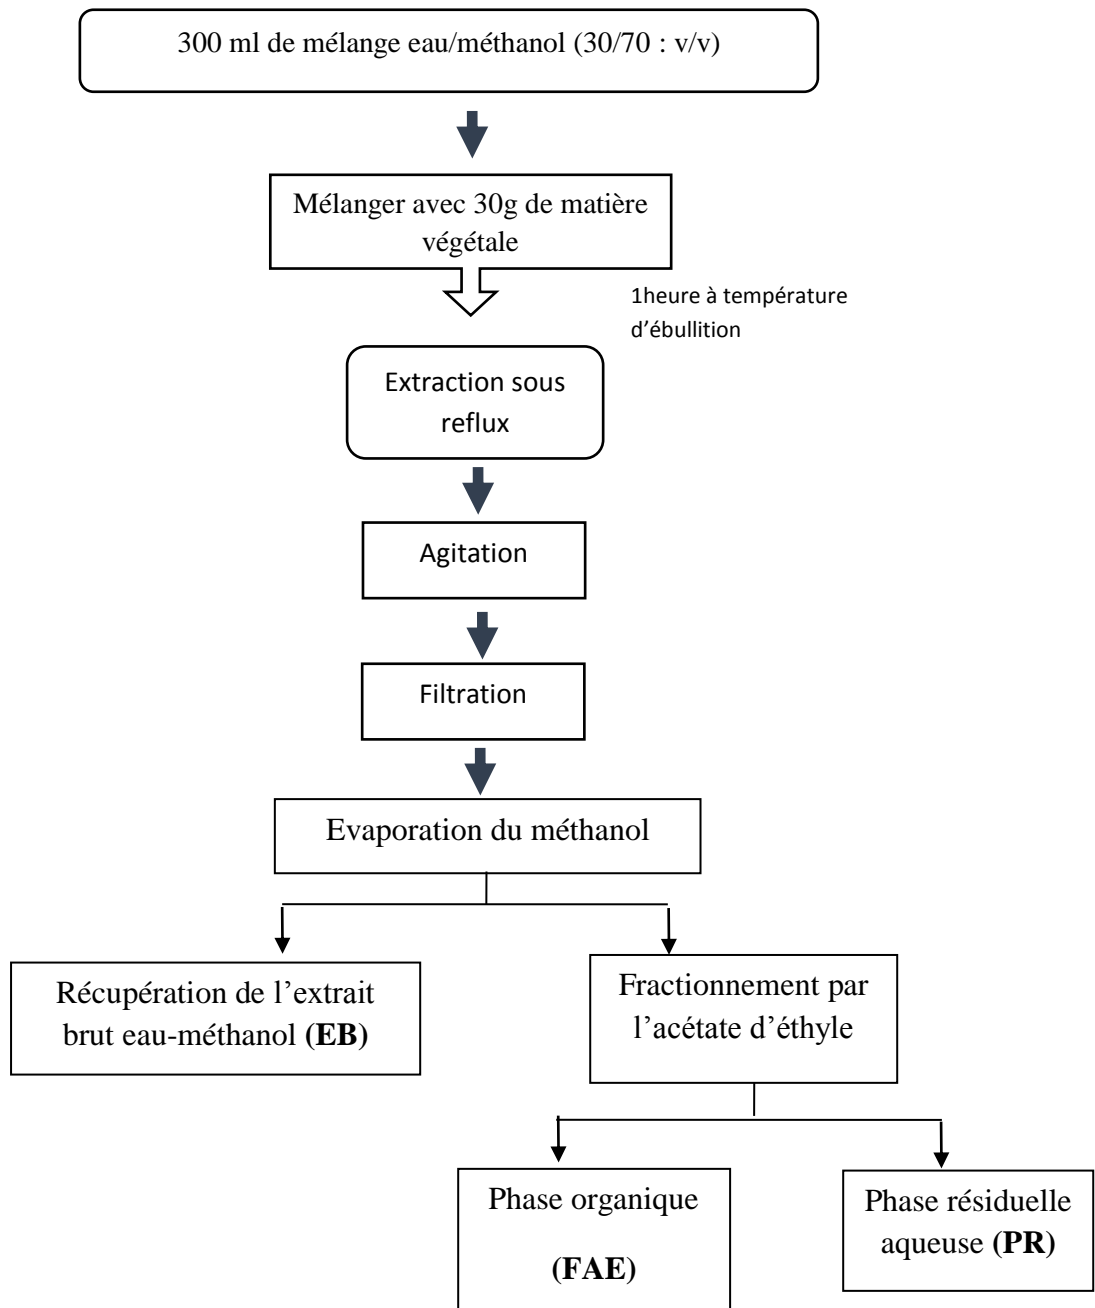 300 ml de mélange eau/méthanol (30/70 : v/v)
Mélanger avec 30g de matière
végétale
1heure à température
d’ébullition
Extraction sous
reflux
Agitation
Filtration
Evaporation du méthanol
Récupération de l’extrait
brut eau-méthanol (EB)
Fractionnement par
l’acétate d’éthyle
Phase organique
(FAE)
Phase résiduelle
aqueuse (PR)